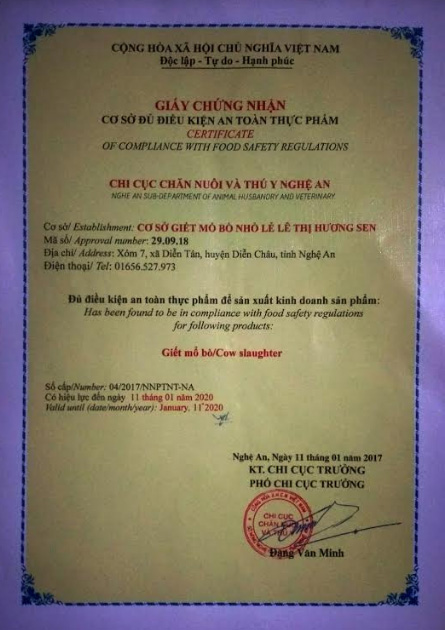 CỘNG HÒA XÃ HỘI CHỦ NGHĨA VIỆT NAM
Độc lập - Tự do - Hạnh phúc
GIẤY CHỨNG NHẬN
CƠ SỞ ĐỦ ĐIỀU KIỆN AN TOÀN THỰC PHẨM
CERTIFICATE
OF COMPLIANCE WITH FOOD SAFETY REGULATIONS
CHI CỤC CHĂN NUÔI VÀ THÚ Y NGHỆ AN
NGHE AN SUB-DEPARTMENT OF ANIMAL HUSBANDRY AND VETERINARY
Cơ sở/ Establishment: CƠ SỞ GIẾT MỔ BÒ NHỎ LẺ LÊ THỊ HƯƠNG SEN
Mã số/ Approval number: 29.09.18
Địa chỉ/ Address: Xóm 7, xã Diễn Tân, huyện Diễn Châu, tỉnh Nghệ An
Điện thoại/ Tel: 01656.527.973
Đủ điều kiện an toàn thực phẩm để sản xuất kinh doanh sản phẩm:
Has been found to be in compliance with food safety regulations
for following products:
Giết mổ bò/Cow slaughter
Số cấp/Number: 04/2017/NNPTNT-NA
Có hiệu lực đến ngày 11 tháng 01 năm 2020
Valid until (date/month/year): January, 11 2020
Nghệ An, Ngày 11 tháng 01 năm 2017
KT. CHI CỤC TRƯỞNG
PHÓ CHI CỤC TRƯỞNG
CHI CỤC
CHĂN NUÔI
VÀ THÚ Y
Đặng Văn Minh